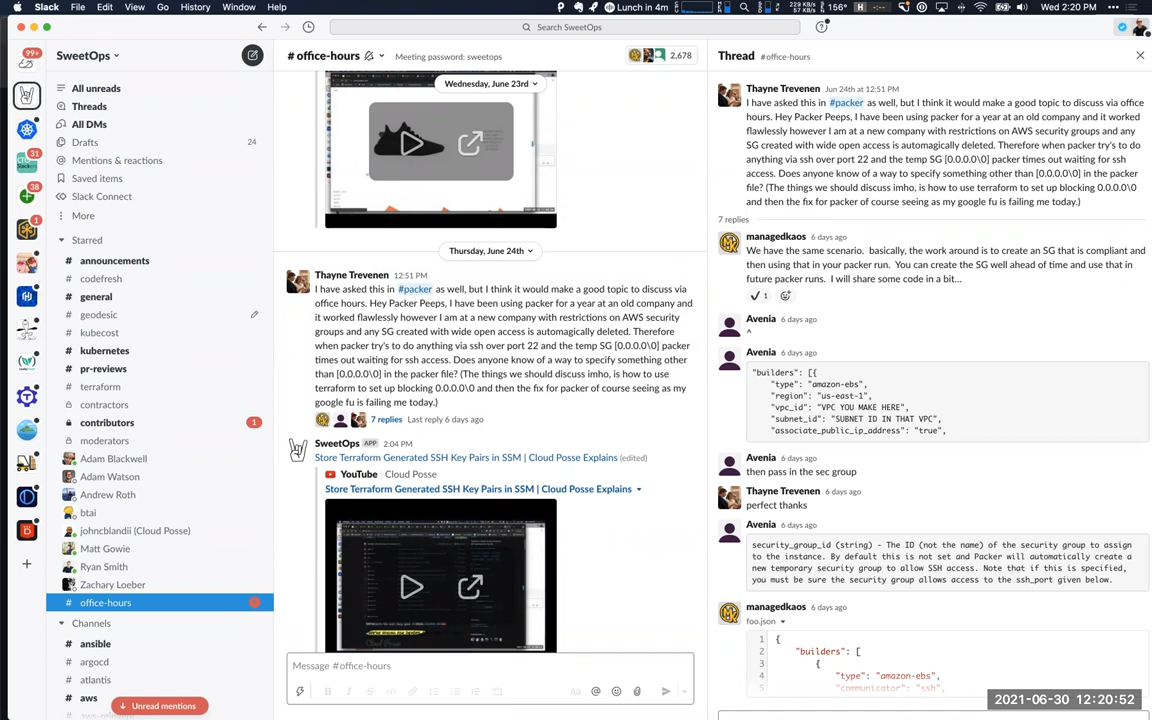 Slack File Edit View Go History Window Help
Lunch in 4m 229 KB/s 57 KB/s 156° Wed 2:20 PM
Search SweetOps
99+
31
38
1
SweetOps
All unreads
Threads
All DMs
Drafts 24
Mentions & reactions
Saved items
Slack Connect
More
Starred
announcements
# codefresh
# general
# geodesic
# kubecost
# kubernetes
# pr-reviews
# terraform
contractors
contributors 1
moderators
Adam Blackwell
Adam Watson
Andrew Roth
btai
johncblandii (Cloud Posse)
Matt Gowie
Ryan Smith
Zachary Loeber
# office-hours
Channels
# ansible
# argocd
# atlantis
# aws
↓ Unread mentions
# office-hours Meeting password: sweetops 2,678
Wednesday, June 23rd
Thursday, June 24th
Thayne Trevenen 12:51 PM
I have asked this in #packer as well, but I think it would make a good topic to discuss via
office hours. Hey Packer Peeps, I have been using packer for a year at an old company and
it worked flawlessly however I am at a new company with restrictions on AWS security
groups and any SG created with wide open access is automagically deleted. Therefore
when packer try's to do anything via ssh over port 22 and the temp SG [0.0.0.0\0] packer
times out waiting for ssh access. Does anyone know of a way to specify something other
than [0.0.0.0\0] in the packer file? (The things we should discuss imho, is how to use
terraform to set up blocking 0.0.0.0\0 and then the fix for packer of course seeing as my
google fu is failing me today.)
7 replies Last reply 6 days ago
SweetOps APP 2:04 PM
Store Terraform Generated SSH Key Pairs in SSM | Cloud Posse Explains (edited)
YouTube | Cloud Posse
Store Terraform Generated SSH Key Pairs in SSM | Cloud Posse Explains
Message #office-hours
Thread #office-hours
Thayne Trevenen Jun 24th at 12:51 PM
I have asked this in #packer as well, but I think it would make a good topic to discuss via office
hours. Hey Packer Peeps, I have been using packer for a year at an old company and it worked
flawlessly however I am at a new company with restrictions on AWS security groups and any
SG created with wide open access is automagically deleted. Therefore when packer try's to do
anything via ssh over port 22 and the temp SG [0.0.0.0\0] packer times out waiting for ssh
access. Does anyone know of a way to specify something other than [0.0.0.0\0] in the packer
file? (The things we should discuss imho, is how to use terraform to set up blocking 0.0.0.0\0
and then the fix for packer of course seeing as my google fu is failing me today.)
7 replies
managedkaos 6 days ago
We have the same scenario. basically, the work around is to create an SG that is compliant and
then using that in your packer run. You can create the SG well ahead of time and use that in
future packer runs. I will share some code in a bit...
1
Avenia 6 days ago
^
Avenia 6 days ago
"builders": [{
"type": "amazon-ebs",
"region": "us-east-1",
"vpc_id": "VPC YOU MAKE HERE",
"subnet_id": "SUBNET ID IN THAT VPC",
"associate_public_ip_address": "true",
Avenia 6 days ago
then pass in the sec group
Thayne Trevenen 6 days ago
perfect thanks
Avenia 6 days ago
security_group_id (string) - The ID (not the name) of the security group to assign
to the instance. By default this is not set and Packer will automatically create a
new temporary security group to allow SSH access. Note that if this is specified,
you must be sure the security group allows access to the ssh_port given below.
managedkaos 6 days ago
foo.json
1 {
2 "builders": [
3 {
4 "type": "amazon-ebs",
5 "communicator": "ssh",
2021-06-30 12:20:52